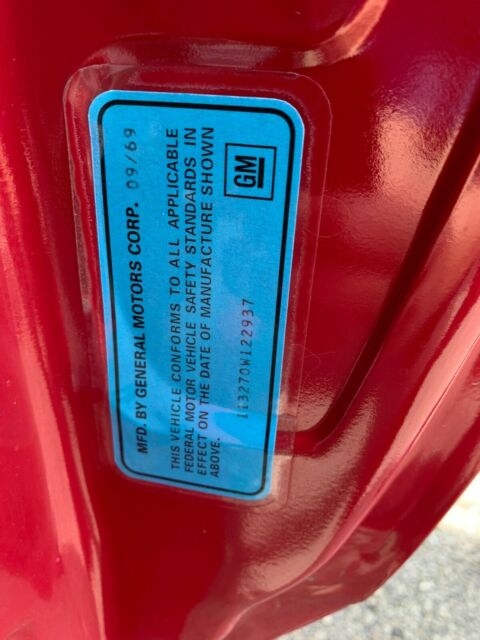 MFD. BY GENERAL MOTORS CORP. 09/69
THIS VEHICLE CONFORMS TO ALL APPLICABLE
FEDERAL MOTOR VEHICLE SAFETY STANDARDS IN
EFFECT ON THE DATE OF MANUFACTURE SHOWN
ABOVE.
113270W122937
GM